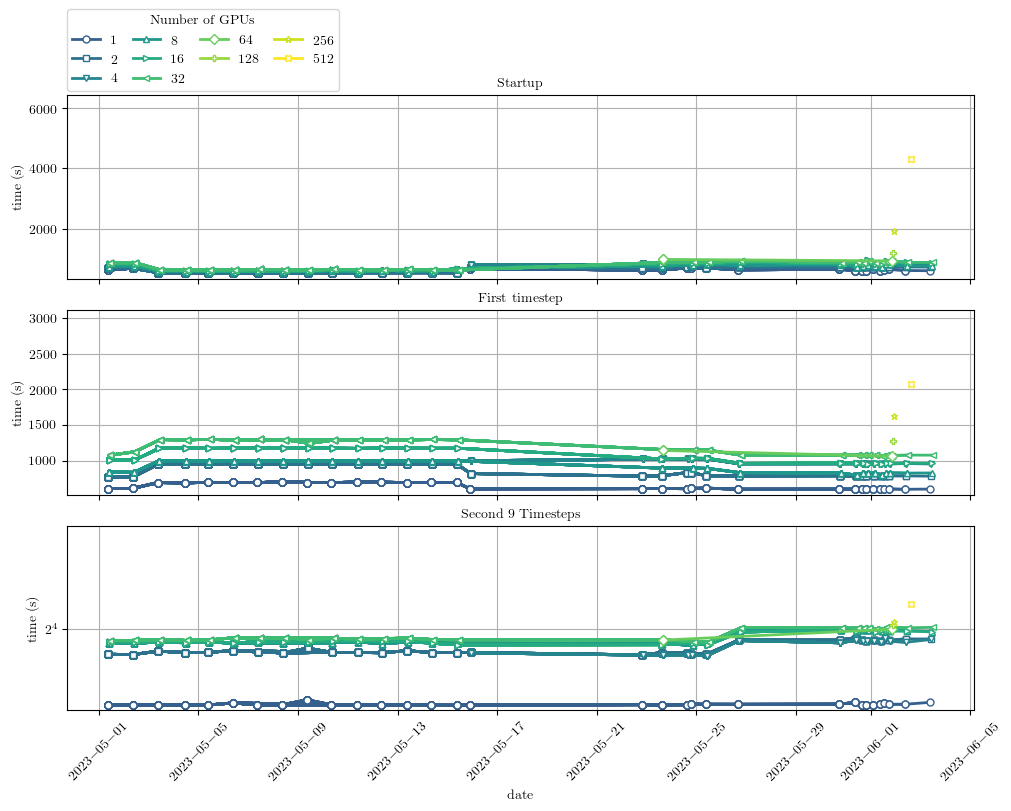 Number of GPUs
1 8 64 256
2 16 128 512
4 32
Startup
6000
4000
2000
time (s)
First timestep
3000
2500
2000
1500
1000
time (s)
Second 9 Timesteps
2^4
time (s)
2023−05−01 2023−05−05 2023−05−09 2023−05−13 2023−05−17 2023−05−21 2023−05−25 2023−05−29 2023−06−01 2023−06−05
date